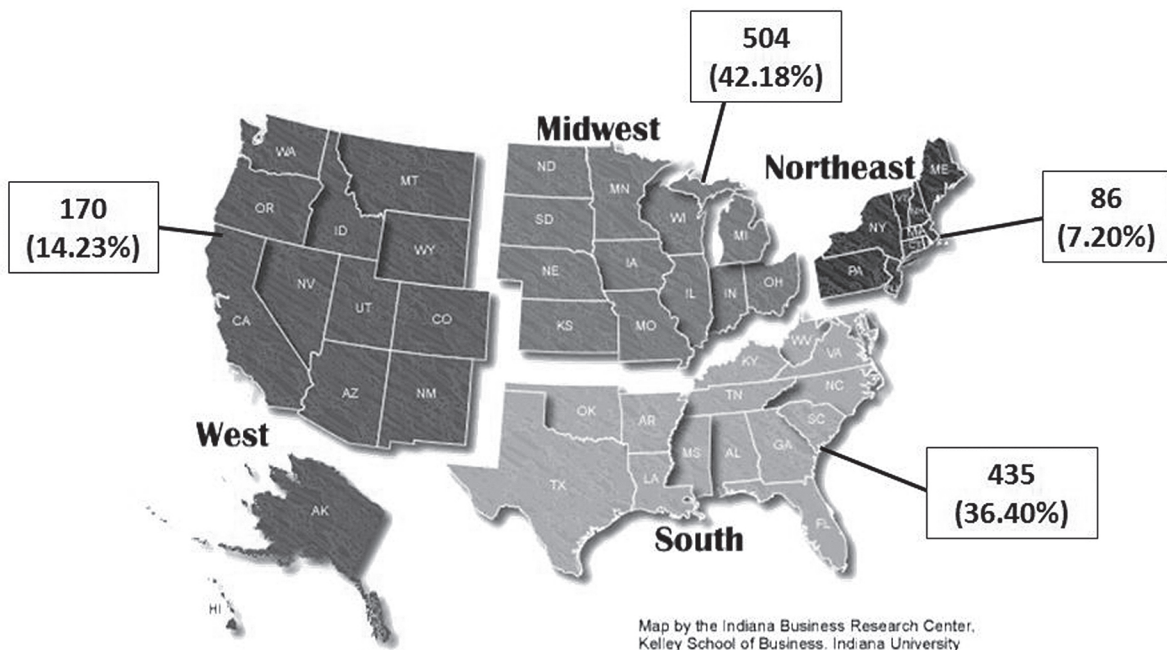 504
(42.18%)
Midwest
Northeast
170
(14.23%)
86
(7.20%)
WA
MT
OR
ID
WY
NV
UT
CO
CA
AZ
NM
ND
MN
SD
WI
MI
NE
IA
IL
IN
OH
KS
MO
ME
VT
NH
NY
MA
CT
PA
WV
VA
KY
NC
TN
OK
AR
SC
MS
AL
GA
TX
LA
FL
West
South
435
(36.40%)
AK
HI
Map by the Indiana Business Research Center,
Kelley School of Business, Indiana University